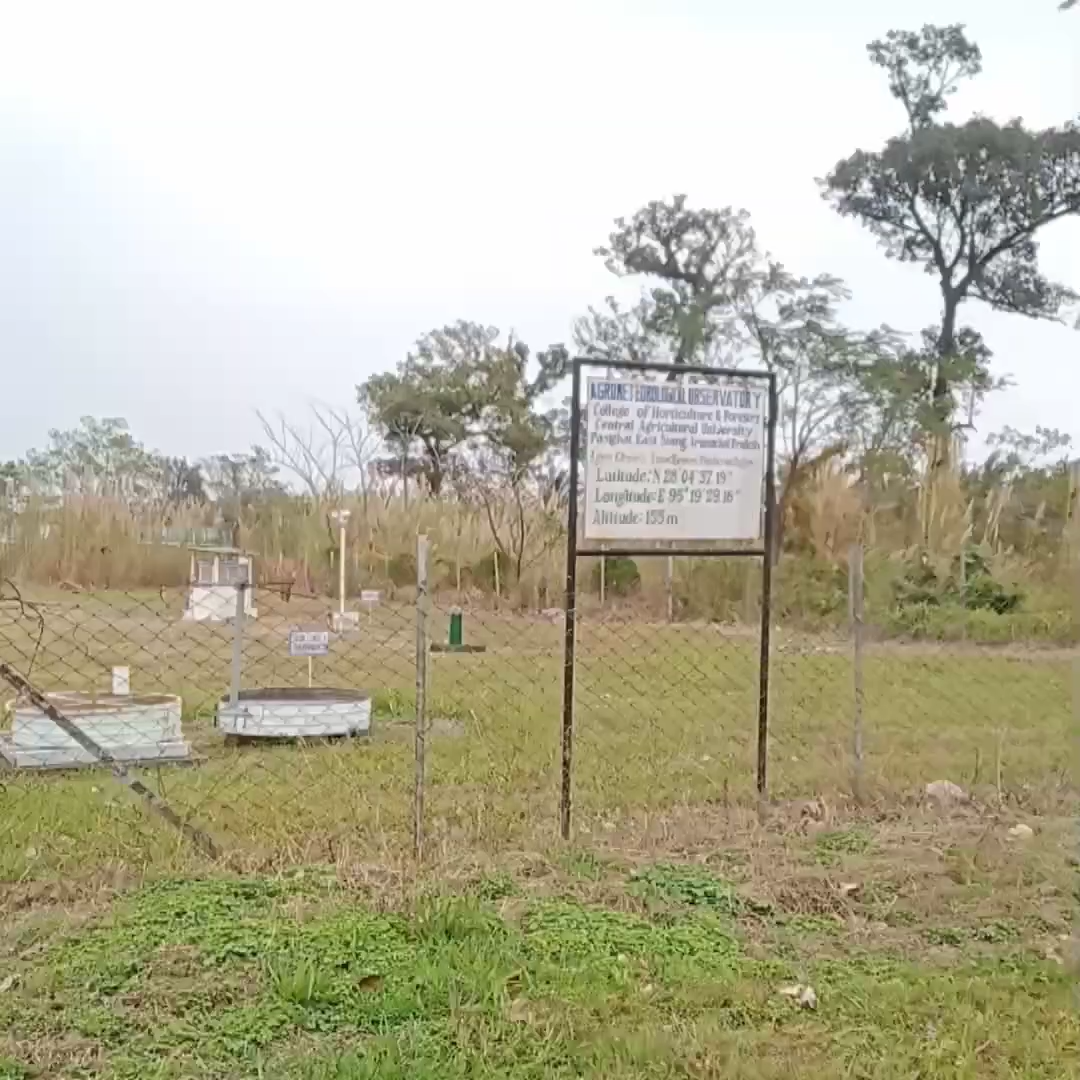 AGROMETEOROLOGICAL OBSERVATORY
College of Horticulture & Forestry
Central Agricultural University
Pasighat East Siang Arunachal Pradesh
Latitude: N 28°04'37.19"
Longitude: E 95°19'29.16"
Altitude: 155m